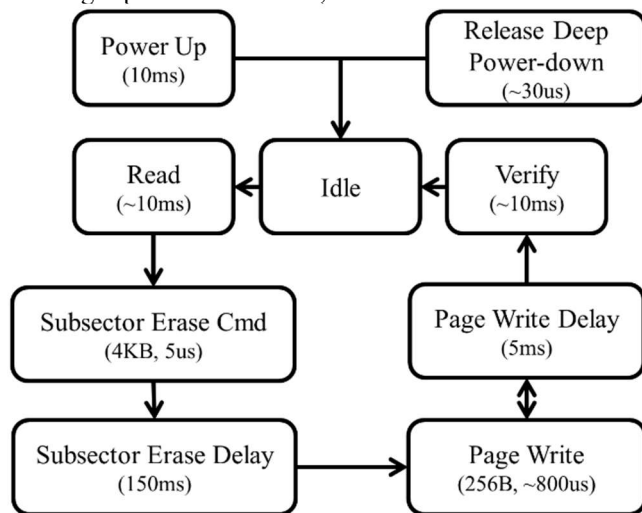 Power Up
(10ms)
Release Deep
Power-down
(~30us)
Read
(~10ms)
Idle
Verify
(~10ms)
Subsector Erase Cmd
(4KB, 5us)
Page Write Delay
(5ms)
Subsector Erase Delay
(150ms)
Page Write
(256B, ~800us)